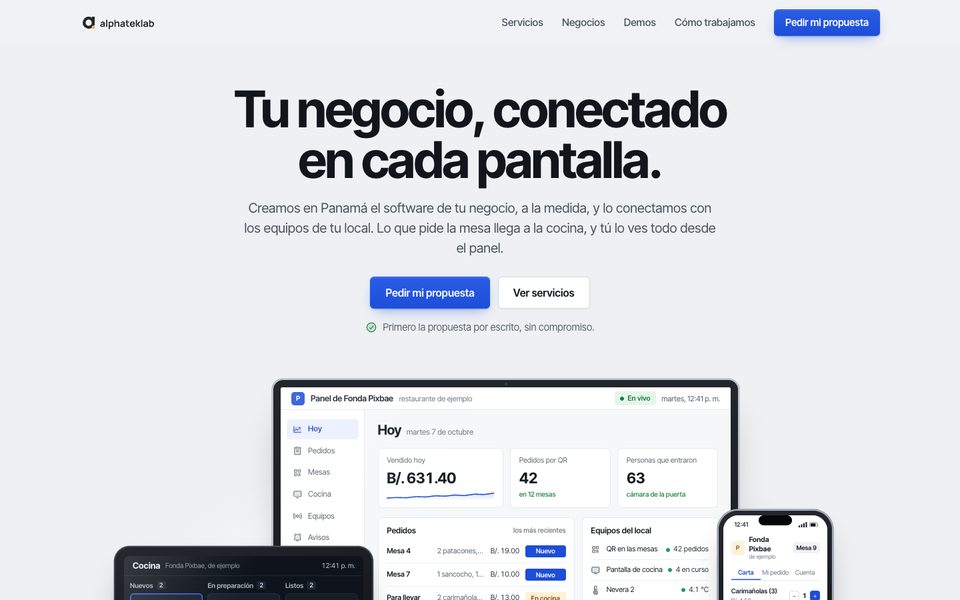 alphateklab
Servicios Negocios Demos Cómo trabajamos Pedir mi propuesta
Tu negocio, conectado
en cada pantalla.
Creamos en Panamá el software de tu negocio, a la medida, y lo conectamos con
los equipos de tu local. Lo que pide la mesa llega a la cocina, y tú lo ves todo desde
el panel.
Pedir mi propuesta Ver servicios
Primero la propuesta por escrito, sin compromiso.
P Panel de Fonda Pixbae restaurante de ejemplo En vivo martes, 12:41 p. m.
Hoy
Pedidos
Mesas
Cocina
Equipos
Avisos
Hoy martes 7 de octubre
Vendido hoy
B/. 631.40
Pedidos por QR
42
en 12 mesas
Personas que entraron
63
cámara de la puerta
Pedidos los más recientes
Mesa 4 2 patacones,... B/. 19.00 Nuevo
Mesa 7 1 sancocho, 1... B/. 10.00 Nuevo
Para llevar 2 carimañola... B/. 13.00 En cocina
Equipos del local
QR en las mesas 42 pedidos
Pantalla de cocina 4 en curso
Nevera 2 4.1 °C
Cocina Fonda Pixbae, de ejemplo 12:41 p. m.
Nuevos 2 En preparación 2 Listos 2
12:41
P Fonda
Pixbae
de ejemplo
Mesa 9
Carta Mi pedido Cuenta
Carimañolas (3)
− 1 +